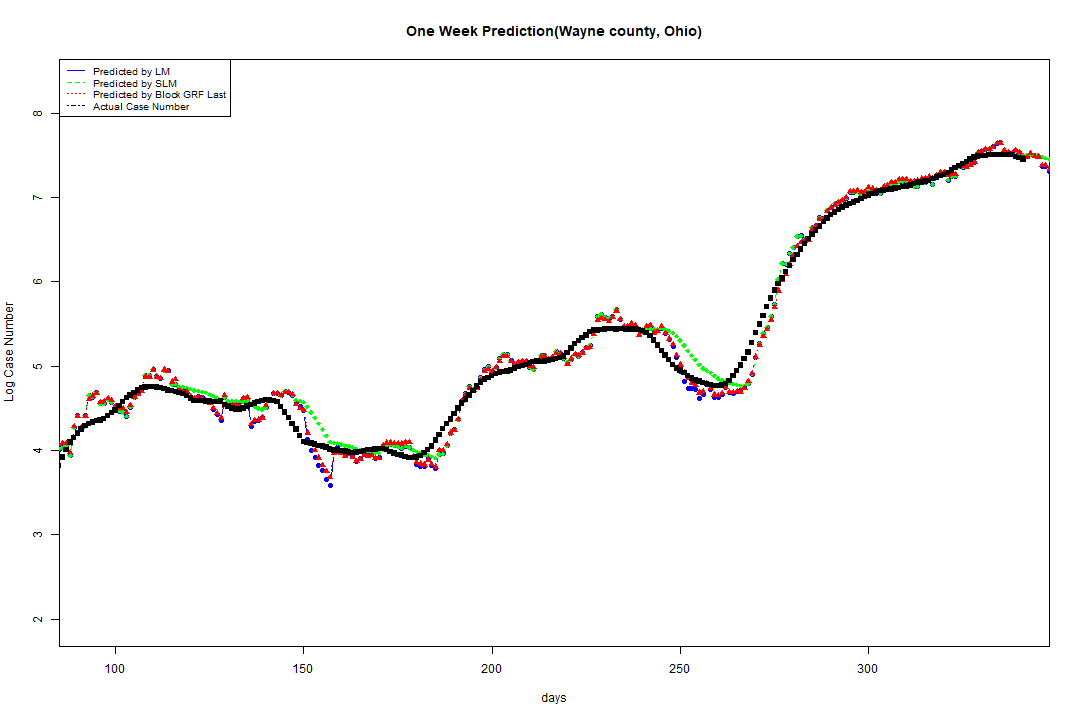 One Week Prediction(Wayne county, Ohio)
Predicted by LM
Predicted by SLM
Predicted by Block GRF Last
Actual Case Number
8
7
6
5
4
3
2
Log Case Number
100 150 200 250 300
days